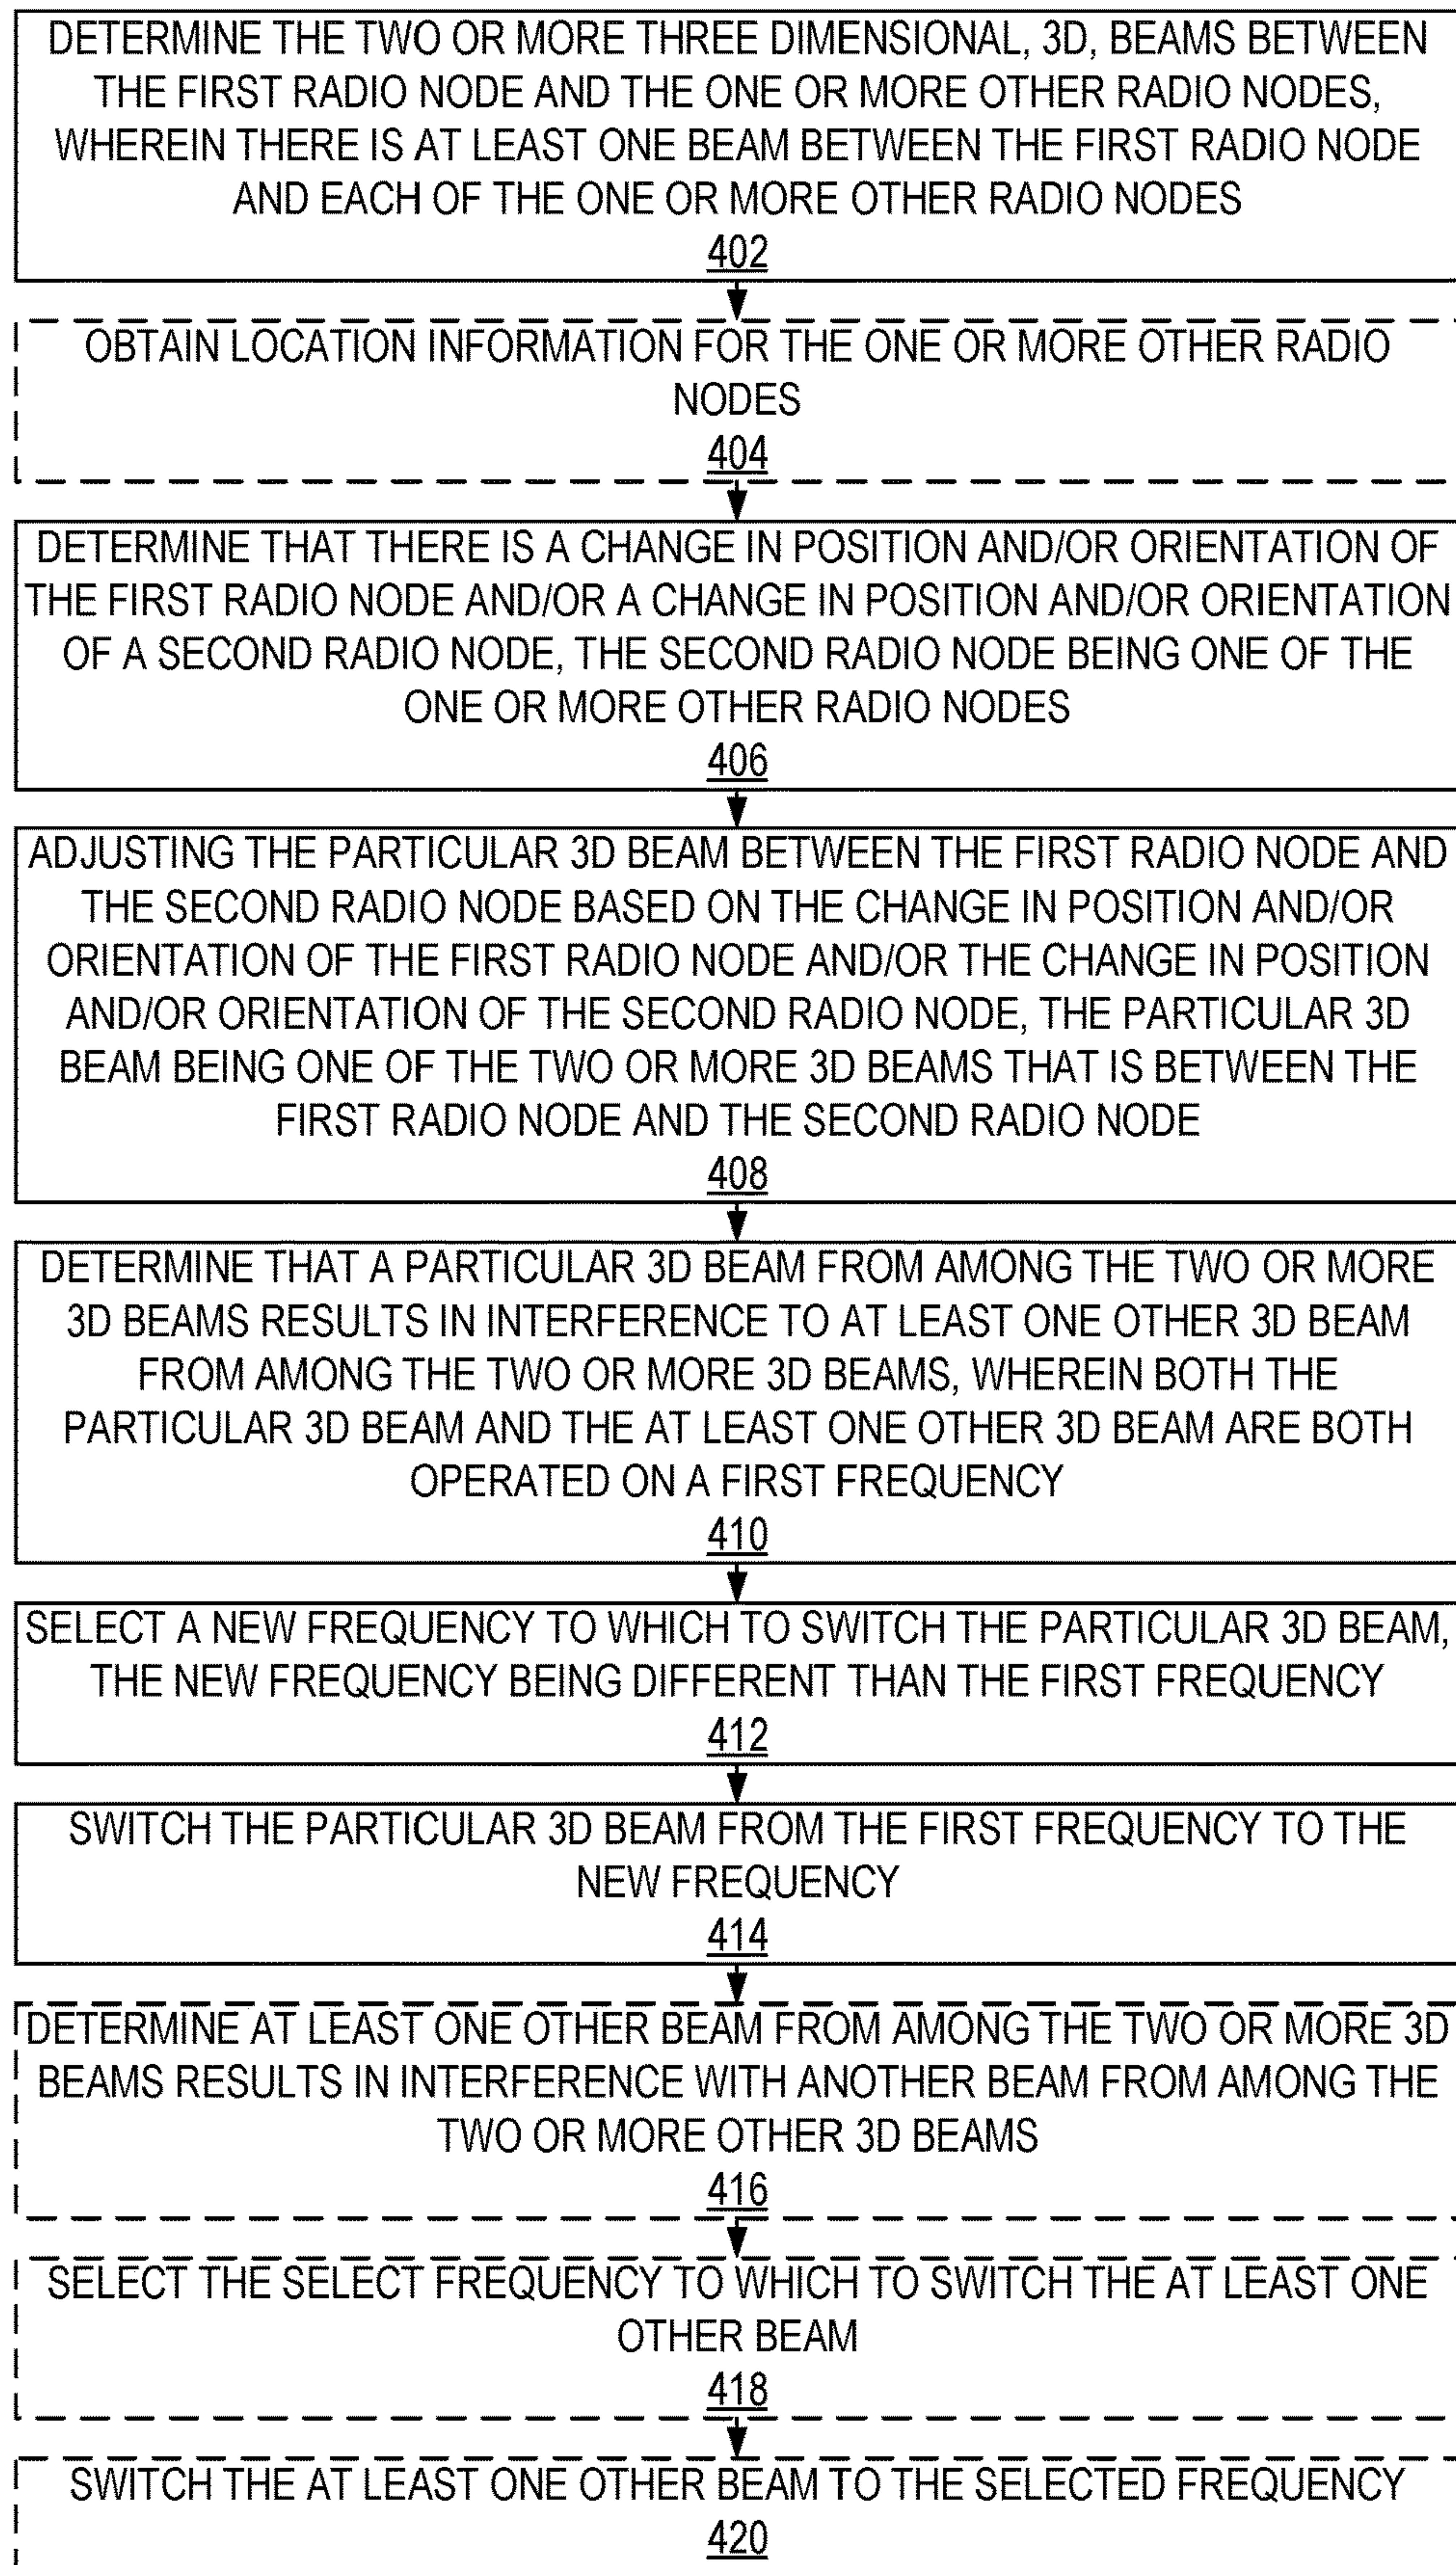 DETERMINE THE TWO OR MORE THREE DIMENSIONAL, 3D, BEAMS BETWEEN
THE FIRST RADIO NODE AND THE ONE OR MORE OTHER RADIO NODES,
WHEREIN THERE IS AT LEAST ONE BEAM BETWEEN THE FIRST RADIO NODE
AND EACH OF THE ONE OR MORE OTHER RADIO NODES
402
OBTAIN LOCATION INFORMATION FOR THE ONE OR MORE OTHER RADIO
NODES
404
DETERMINE THAT THERE IS A CHANGE IN POSITION AND/OR ORIENTATION OF
THE FIRST RADIO NODE AND/OR A CHANGE IN POSITION AND/OR ORIENTATION
OF A SECOND RADIO NODE, THE SECOND RADIO NODE BEING ONE OF THE
ONE OR MORE OTHER RADIO NODES
406
ADJUSTING THE PARTICULAR 3D BEAM BETWEEN THE FIRST RADIO NODE AND
THE SECOND RADIO NODE BASED ON THE CHANGE IN POSITION AND/OR
ORIENTATION OF THE FIRST RADIO NODE AND/OR THE CHANGE IN POSITION
AND/OR ORIENTATION OF THE SECOND RADIO NODE, THE PARTICULAR 3D
BEAM BEING ONE OF THE TWO OR MORE 3D BEAMS THAT IS BETWEEN THE
FIRST RADIO NODE AND THE SECOND RADIO NODE
408
DETERMINE THAT A PARTICULAR 3D BEAM FROM AMONG THE TWO OR MORE
3D BEAMS RESULTS IN INTERFERENCE TO AT LEAST ONE OTHER 3D BEAM
FROM AMONG THE TWO OR MORE 3D BEAMS, WHEREIN BOTH THE
PARTICULAR 3D BEAM AND THE AT LEAST ONE OTHER 3D BEAM ARE BOTH
OPERATED ON A FIRST FREQUENCY
410
SELECT A NEW FREQUENCY TO WHICH TO SWITCH THE PARTICULAR 3D BEAM,
THE NEW FREQUENCY BEING DIFFERENT THAN THE FIRST FREQUENCY
412
SWITCH THE PARTICULAR 3D BEAM FROM THE FIRST FREQUENCY TO THE
NEW FREQUENCY
414
DETERMINE AT LEAST ONE OTHER BEAM FROM AMONG THE TWO OR MORE 3D
BEAMS RESULTS IN INTERFERENCE WITH ANOTHER BEAM FROM AMONG THE
TWO OR MORE OTHER 3D BEAMS
416
SELECT THE SELECT FREQUENCY TO WHICH TO SWITCH THE AT LEAST ONE
OTHER BEAM
418
SWITCH THE AT LEAST ONE OTHER BEAM TO THE SELECTED FREQUENCY
420